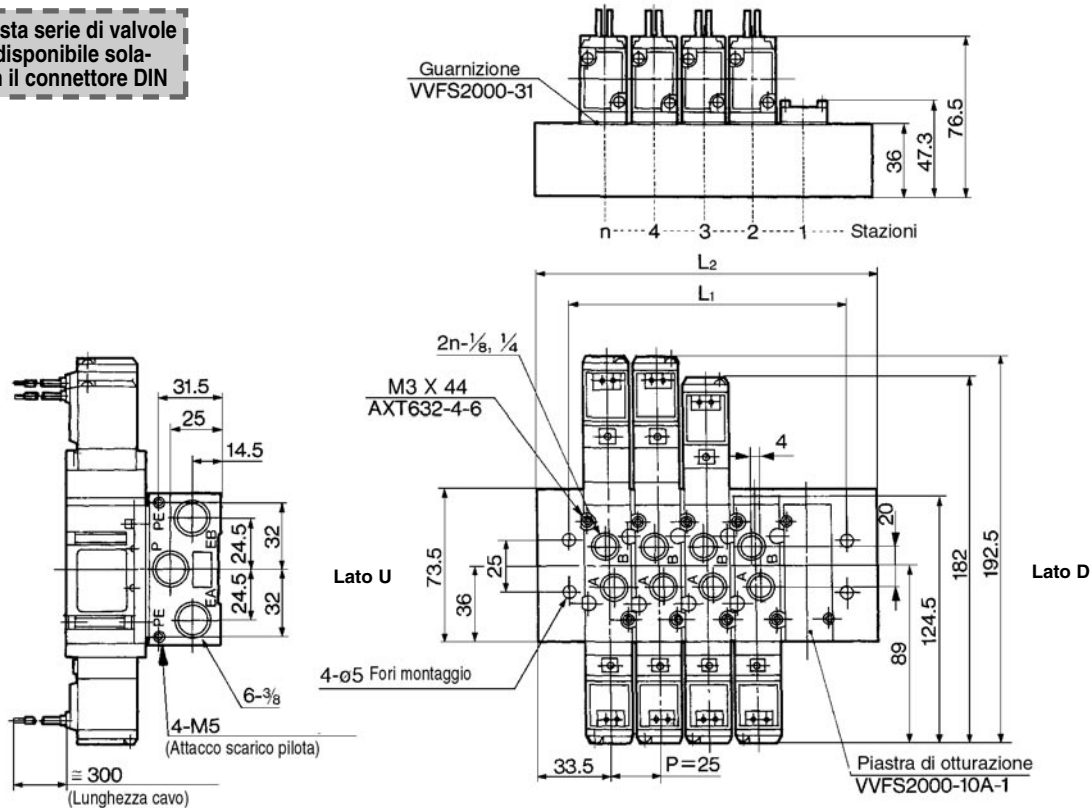 sta serie di valvole
disponibile sola-
il connettore DIN
Guarnizione
VVFS2000-31
36
47.3
76.5
n 4 3 2 1 Stazioni
L2
L1
2n-1/8, 1/4
M3 X 44
AXT632-4-6
31.5
25
14.5
4
PE
P
EB
EA
PE
24.5
32
24.5
32
Lato U
73.5
25
36
B
B
B
B
A
A
A
A
20
89
124.5
182
192.5
Lato D
4-ø5 Fori montaggio
6-3/8
4-M5
(Attacco scarico pilota)
≅ 300
(Lunghezza cavo)
33.5
P=25
Piastra di otturazione
VVFS2000-10A-1